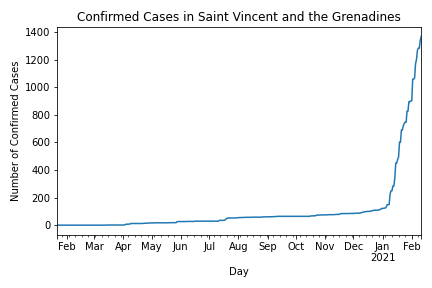 Confirmed Cases in Saint Vincent and the Grenadines
1400
1200
1000
800
600
400
200
0
Number of Confirmed Cases
Feb Mar Apr May Jun Jul Aug Sep Oct Nov Dec Jan Feb
2021
Day